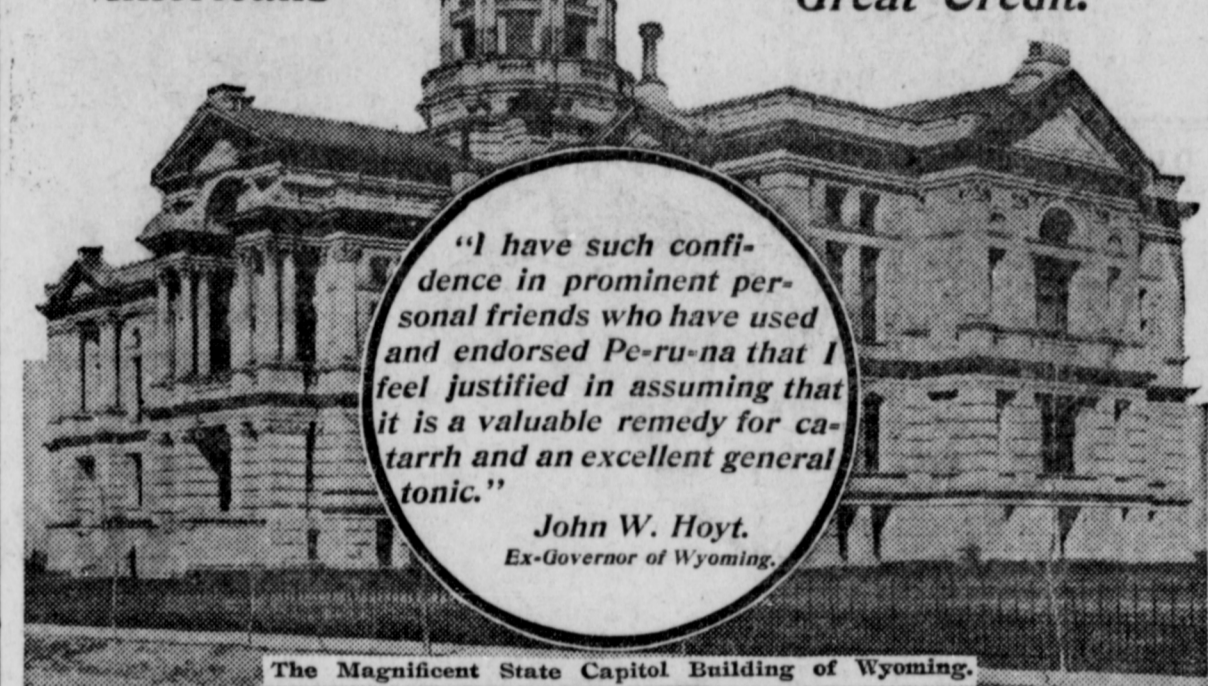 Great Credit.
"I have such confi-
dence in prominent per-
sonal friends who have used
and endorsed Pe-ru-na that I
feel justified in assuming that
it is a valuable remedy for ca-
tarrh and an excellent general
tonic."
John W. Hoyt.
Ex-Governor of Wyoming.
The Magnificent State Capitol Building of Wyoming.